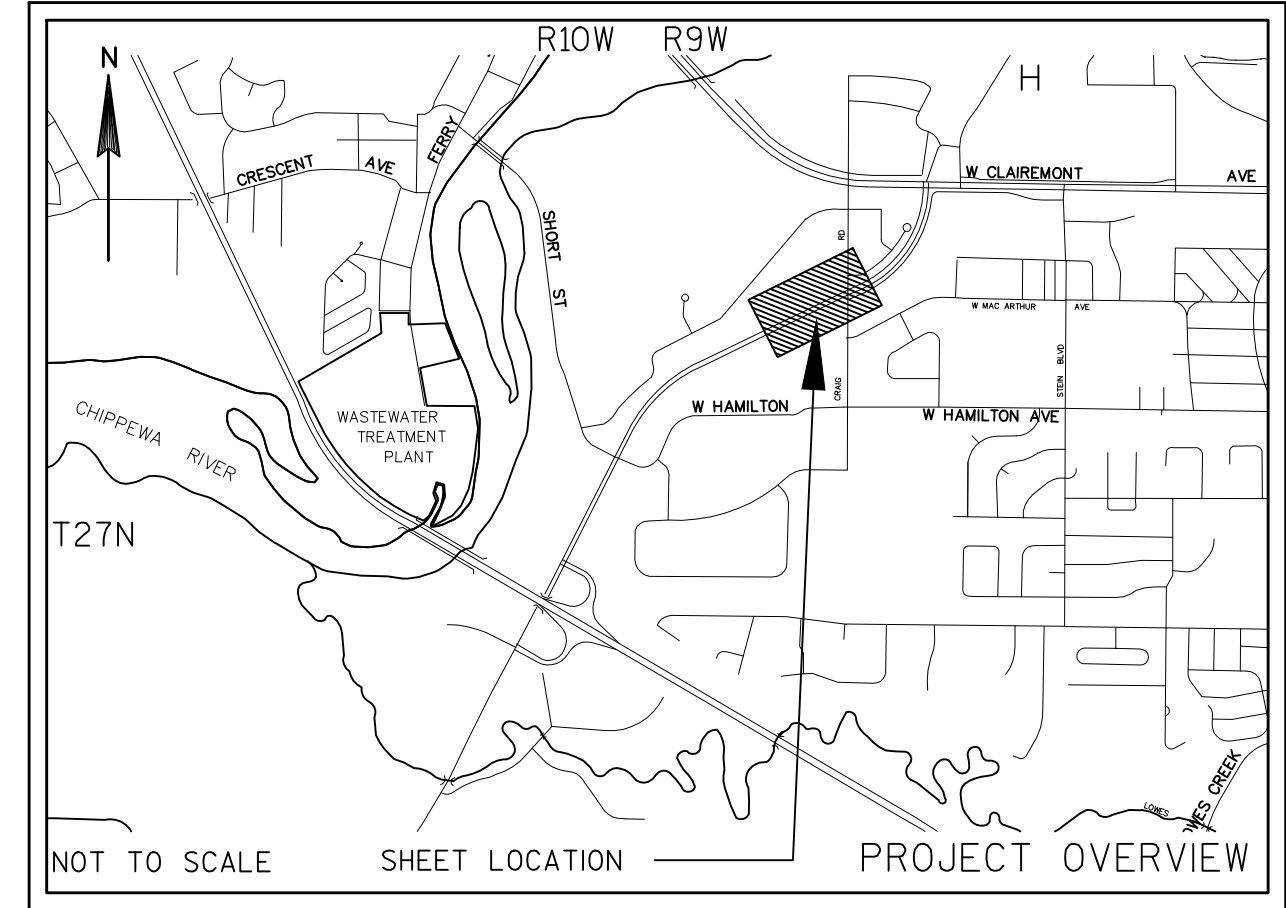 R10W R9W
N
H
CRESCENT AVE
FERRY
W CLAIREMONT AVE
SHORT ST
RD
W MAC ARTHUR AVE
STEIN BLVD
CRAIG
W HAMILTON
W HAMILTON AVE
WASTEWATER
TREATMENT
PLANT
CHIPPEWA RIVER
T27N
LOWES
OWES CREEK
NOT TO SCALE
SHEET LOCATION
PROJECT OVERVIEW